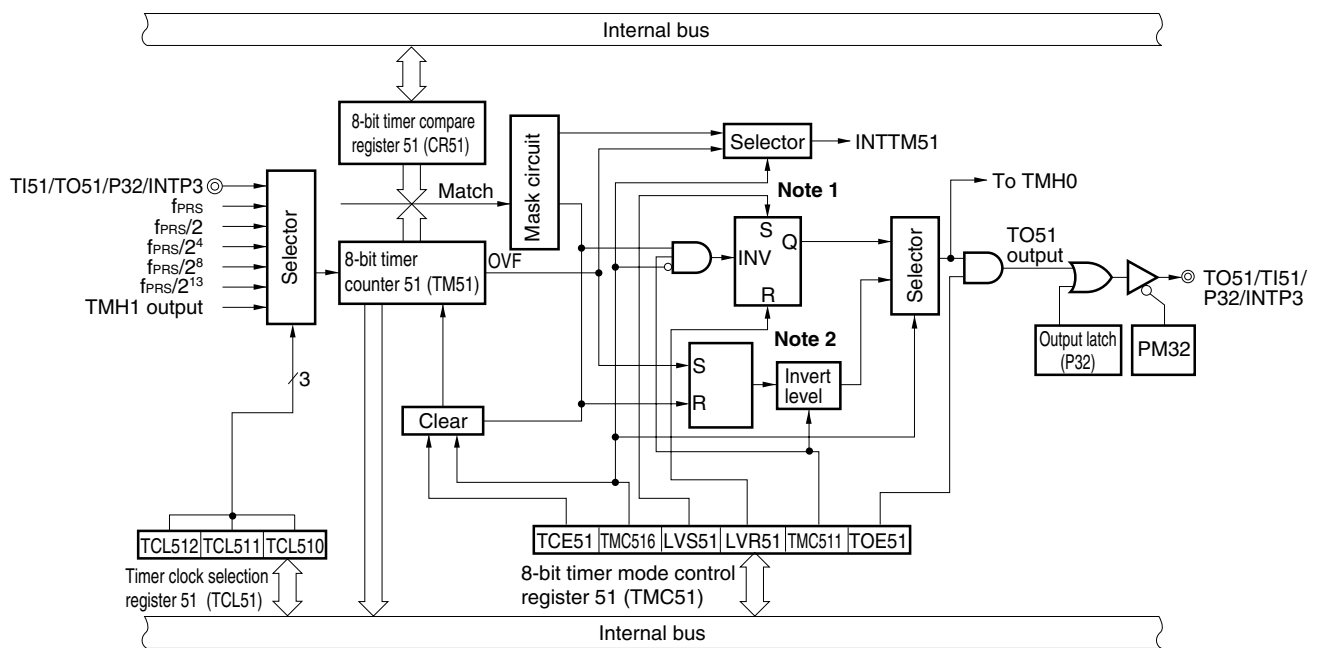 Internal bus
8-bit timer compare
register 51 (CR51)
Mask circuit
Selector
INTTM51
TI51/TO51/P32/INTP3
fPRS
fPRS/2
fPRS/2⁴
fPRS/2⁸
fPRS/2¹³
TMH1 output
Selector
Match
8-bit timer
counter 51 (TM51)
OVF
Note 1
S
INV
Q
R
Selector
To TMH0
TO51
output
TO51/TI51/
P32/INTP3
Output latch
(P32)
PM32
Note 2
S
R
Invert
level
3
Clear
TCL512 TCL511 TCL510
Timer clock selection
register 51 (TCL51)
TCE51 TMC516 LVS51 LVR51 TMC511 TOE51
8-bit timer mode control
register 51 (TMC51)
Internal bus